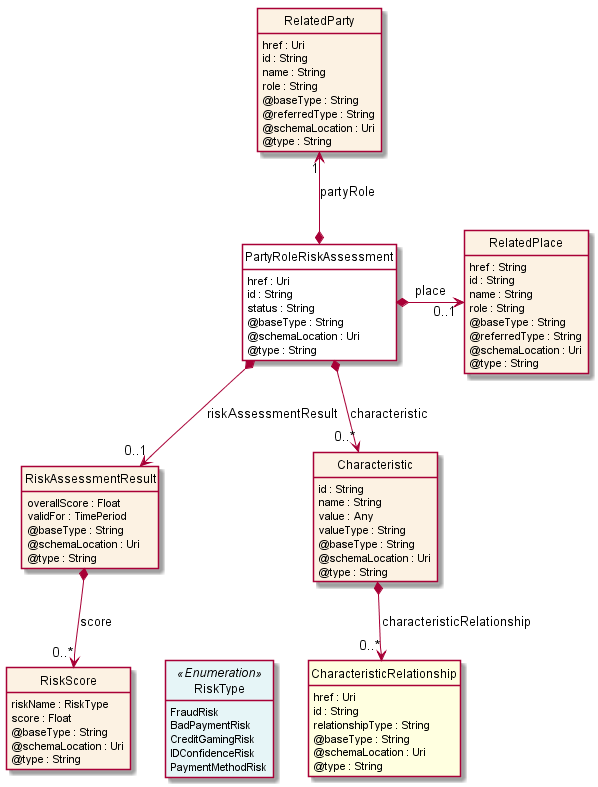 RelatedParty
href : Uri
id : String
name : String
role : String
@baseType : String
@referredType : String
@schemaLocation : Uri
@type : String
1
partyRole
PartyRoleRiskAssessment
href : Uri
id : String
status : String
@baseType : String
@schemaLocation : Uri
@type : String
place
0..1
RelatedPlace
href : String
id : String
name : String
role : String
@baseType : String
@referredType : String
@schemaLocation : Uri
@type : String
riskAssessmentResult
0..1
characteristic
0..*
RiskAssessmentResult
overallScore : Float
validFor : TimePeriod
@baseType : String
@schemaLocation : Uri
@type : String
Characteristic
id : String
name : String
value : Any
valueType : String
@baseType : String
@schemaLocation : Uri
@type : String
score
0..*
characteristicRelationship
0..*
RiskScore
riskName : RiskType
score : Float
@baseType : String
@schemaLocation : Uri
@type : String
«Enumeration»
RiskType
FraudRisk
BadPaymentRisk
CreditGamingRisk
IDConfidenceRisk
PaymentMethodRisk
CharacteristicRelationship
href : Uri
id : String
relationshipType : String
@baseType : String
@schemaLocation : Uri
@type : String